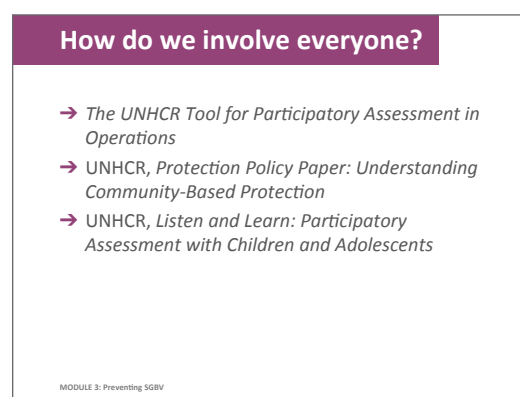 How do we involve everyone?
➔ The UNHCR Tool for Participatory Assessment in
Operations
➔ UNHCR, Protection Policy Paper: Understanding
Community-Based Protection
➔ UNHCR, Listen and Learn: Participatory
Assessment with Children and Adolescents
MODULE 3: Preventing SGBV